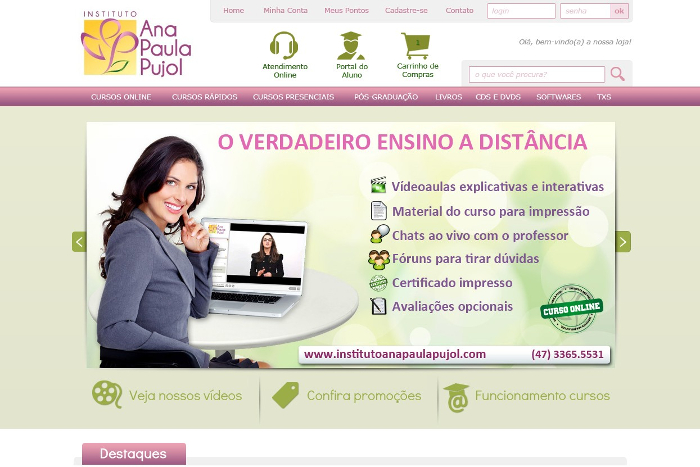 INSTITUTO
Ana
Paula
Pujol
Home Minha Conta Meus Pontos Cadastre-se Contato login senha ok
Atendimento
Online
Portal do
Aluno
1
Carrinho de
Compras
Olá, bem-vindo(a) a nossa loja!
o que você procura?
CURSOS ONLINE CURSOS RÁPIDOS CURSOS PRESENCIAIS PÓS-GRADUAÇÃO LIVROS CDS E DVDS SOFTWARES TXS
O VERDADEIRO ENSINO A DISTÂNCIA
Vídeoaulas explicativas e interativas
Material do curso para impressão
Chats ao vivo com o professor
Fóruns para tirar dúvidas
Certificado impresso
Avaliações opcionais
CURSO ONLINE
www.institutoanapaulapujol.com (47) 3365.5531
Veja nossos vídeos Confira promoções Funcionamento cursos
Destaques